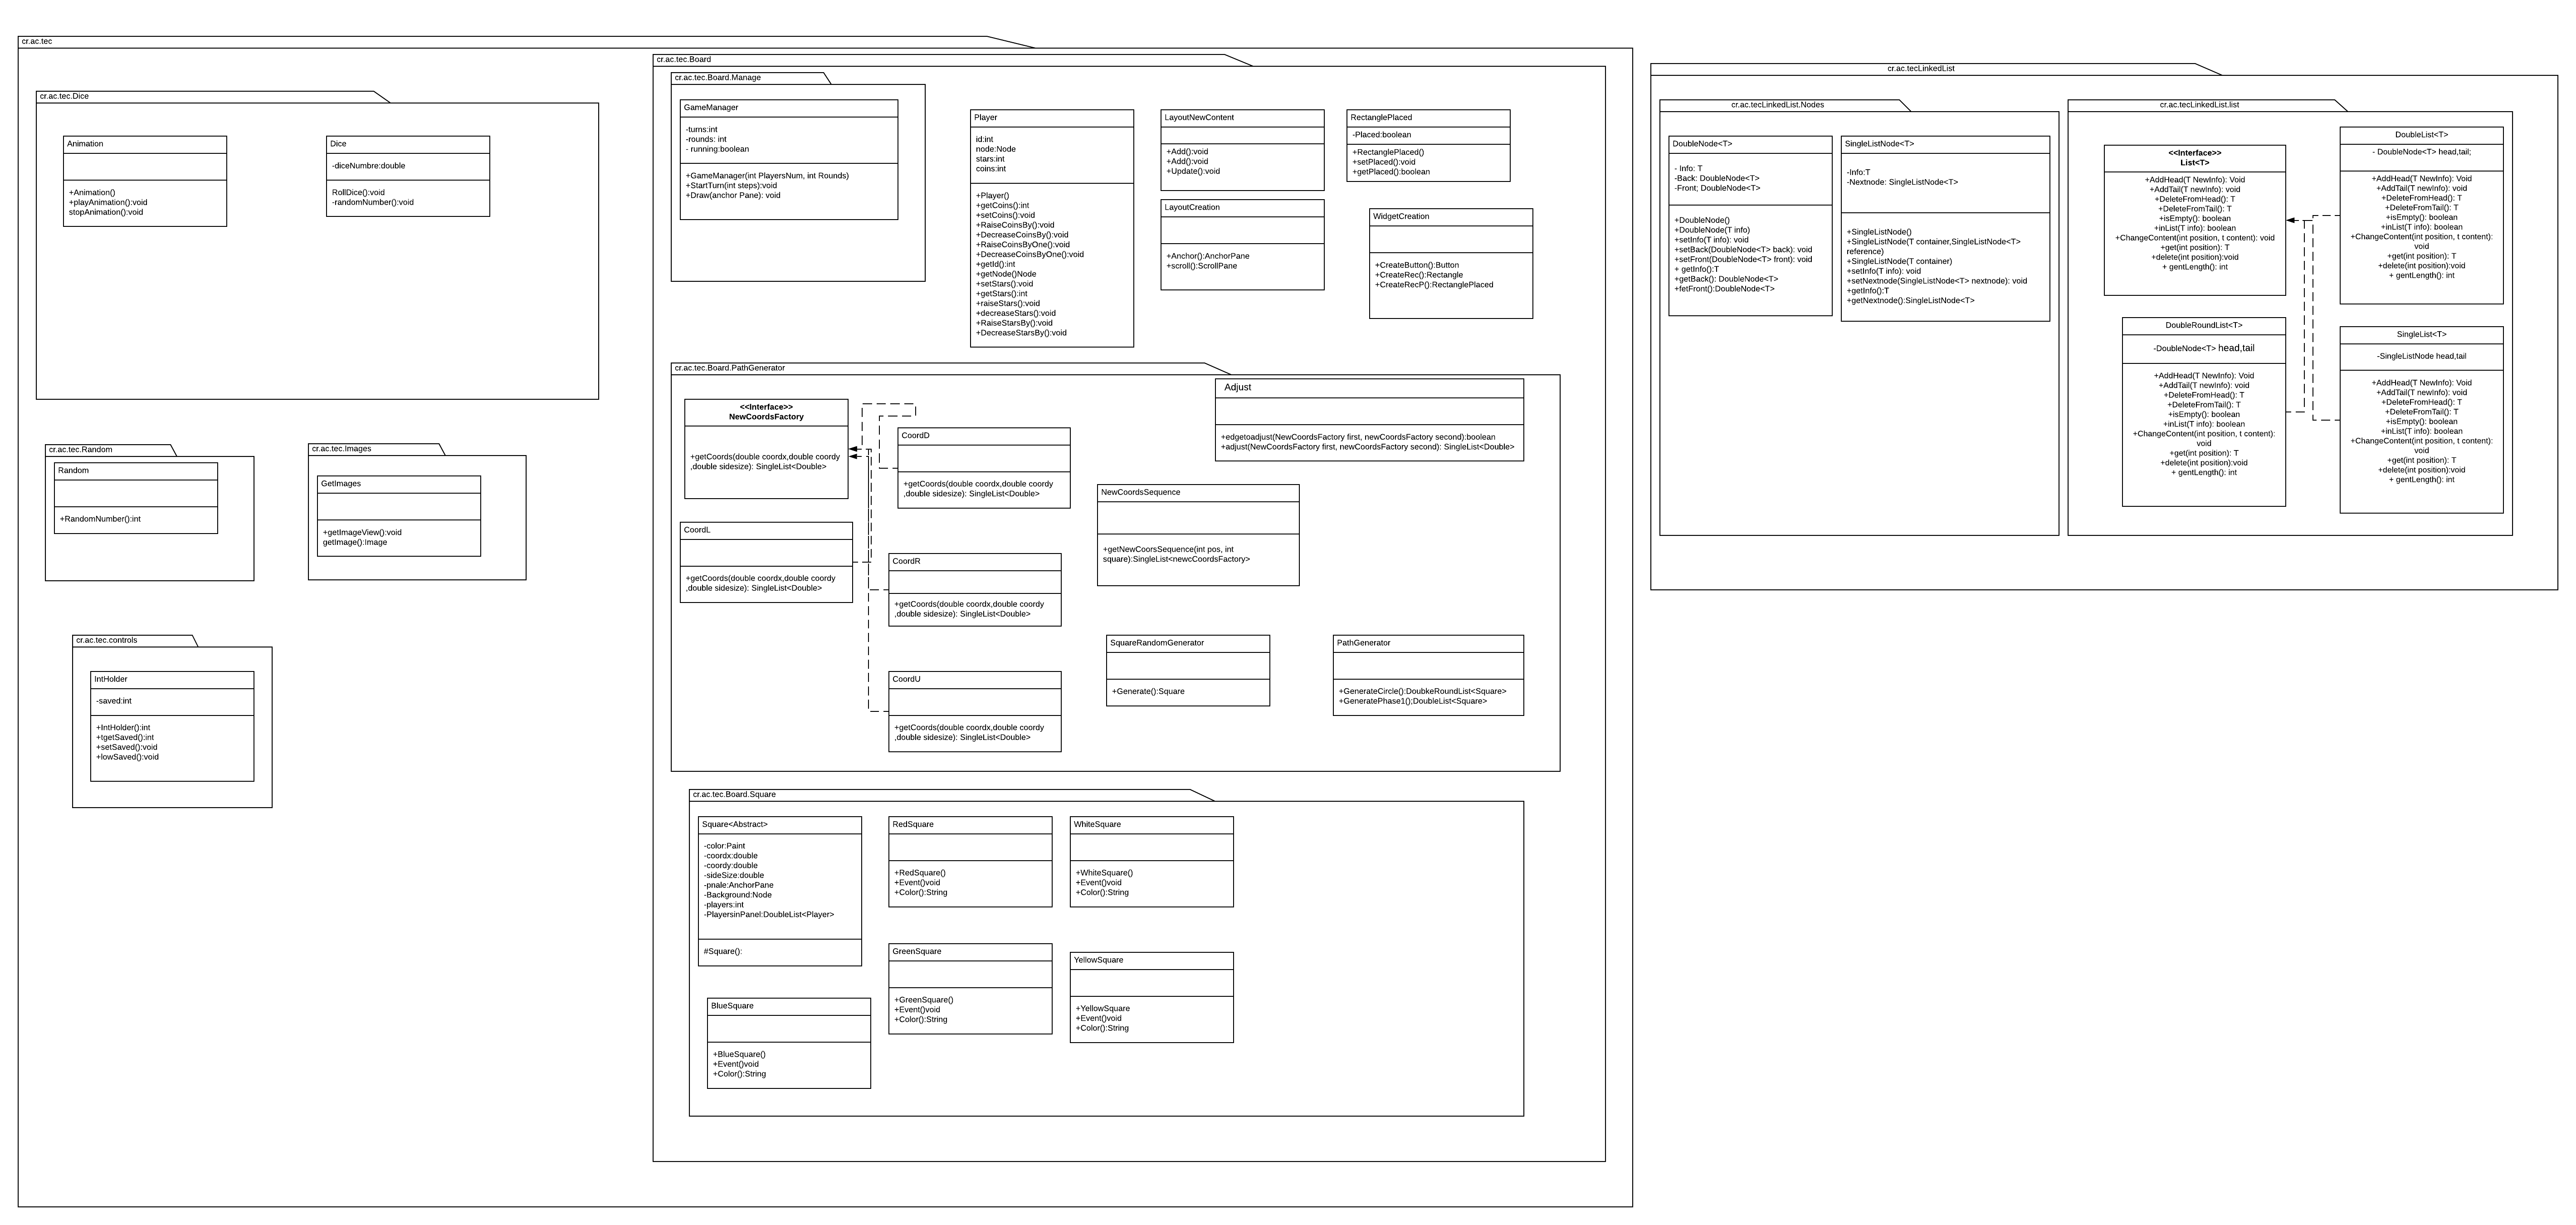 cr.ac.tec
cr.ac.tec.Dice
Animation
+Animation()
+playAnimation():void
stopAnimation():void
Dice
-diceNumbre:double
RollDice():void
-randomNumber():void
cr.ac.tec.Random
Random
+RandomNumber():int
cr.ac.tec.Images
GetImages
+getImageView():void
getImage():Image
cr.ac.tec.controls
IntHolder
-saved:int
+IntHolder():int
+tgetSaved():int
+setSaved():void
+lowSaved():void
cr.ac.tec.Board
cr.ac.tec.Board.Manage
GameManager
-turns:int
-rounds: int
- running:boolean
+GameManager(int PlayersNum, int Rounds)
+StartTurn(int steps):void
+Draw(anchor Pane): void
Player
id:int
node:Node
stars:int
coins:int
+Player()
+getCoins():int
+setCoins():void
+RaiseCoinsBy():void
+DecreaseCoinsBy():void
+RaiseCoinsByOne():void
+DecreaseCoinsByOne():void
+getId():int
+getNode()Node
+setStars():void
+getStars():int
+raiseStars():void
+decreaseStars():void
+RaiseStarsBy():void
+DecreaseStarsBy():void
LayoutNewContent
+Add():void
+Add():void
+Update():void
LayoutCreation
+Anchor():AnchorPane
+scroll():ScrollPane
RectanglePlaced
-Placed:boolean
+RectanglePlaced()
+setPlaced():void
+getPlaced():boolean
WidgetCreation
+CreateButton():Button
+CreateRec():Rectangle
+CreateRecP():RectanglePlaced
cr.ac.tec.Board.PathGenerator
<<Interface>>
NewCoordsFactory
+getCoords(double coordx,double coordy
,double sidesize): SingleList<Double>
CoordD
+getCoords(double coordx,double coordy
,double sidesize): SingleList<Double>
Adjust
+edgetoadjust(NewCoordsFactory first, newCoordsFactory second):boolean
+adjust(NewCoordsFactory first, newCoordsFactory second): SingleList<Double>
CoordL
+getCoords(double coordx,double coordy
,double sidesize): SingleList<Double>
CoordR
+getCoords(double coordx,double coordy
,double sidesize): SingleList<Double>
NewCoordsSequence
+getNewCoorsSequence(int pos, int
square):SingleList<newcCoordsFactory>
CoordU
+getCoords(double coordx,double coordy
,double sidesize): SingleList<Double>
SquareRandomGenerator
+Generate():Square
PathGenerator
+GenerateCircle():DoubkeRoundList<Square>
+GeneratePhase1();DoubleList<Square>
cr.ac.tec.Board.Square
Square<Abstract>
-color:Paint
-coordx:double
-coordy:double
-sideSize:double
-pnale:AnchorPane
-Background:Node
-players:int
-PlayersinPanel:DoubleList<Player>
#Square():
RedSquare
+RedSquare()
+Event()void
+Color():String
WhiteSquare
+WhiteSquare()
+Event()void
+Color():String
GreenSquare
+GreenSquare()
+Event()void
+Color():String
YellowSquare
+YellowSquare
+Event()void
+Color():String
BlueSquare
+BlueSquare()
+Event()void
+Color():String
cr.ac.tecLinkedList
cr.ac.tecLinkedList.Nodes
DoubleNode<T>
- Info: T
-Back: DoubleNode<T>
-Front; DoubleNode<T>
+DoubleNode()
+DoubleNode(T info)
+setInfo(T info): void
+setBack(DoubleNode<T> back): void
+setFront(DoubleNode<T> front): void
+ getInfo():T
+getBack(): DoubleNode<T>
+fetFront():DoubleNode<T>
SingleListNode<T>
-Info:T
-Nextnode: SingleListNode<T>
+SingleListNode()
+SingleListNode(T container,SingleListNode<T>
reference)
+SingleListNode(T container)
+setInfo(T info): void
+setNextnode(SingleListNode<T> nextnode): void
+getInfo():T
+getNextnode():SingleListNode<T>
cr.ac.tecLinkedList.list
<<Interface>>
List<T>
+AddHead(T NewInfo): Void
+AddTail(T newInfo): void
+DeleteFromHead(): T
+DeleteFromTail(): T
+isEmpty(): boolean
+inList(T info): boolean
+ChangeContent(int position, t content): void
+get(int position): T
+delete(int position):void
+ gentLength(): int
DoubleList<T>
- DoubleNode<T> head,tail;
+AddHead(T NewInfo): Void
+AddTail(T newInfo): void
+DeleteFromHead(): T
+DeleteFromTail(): T
+isEmpty(): boolean
+inList(T info): boolean
+ChangeContent(int position, t content):
void
+get(int position): T
+delete(int position):void
+ gentLength(): int
DoubleRoundList<T>
-DoubleNode<T> head,tail
+AddHead(T NewInfo): Void
+AddTail(T newInfo): void
+DeleteFromHead(): T
+DeleteFromTail(): T
+isEmpty(): boolean
+inList(T info): boolean
+ChangeContent(int position, t content):
void
+get(int position): T
+delete(int position):void
+ gentLength(): int
SingleList<T>
-SingleListNode head,tail
+AddHead(T NewInfo): Void
+AddTail(T newInfo): void
+DeleteFromHead(): T
+DeleteFromTail(): T
+isEmpty(): boolean
+inList(T info): boolean
+ChangeContent(int position, t content):
void
+get(int position): T
+delete(int position):void
+ gentLength(): int